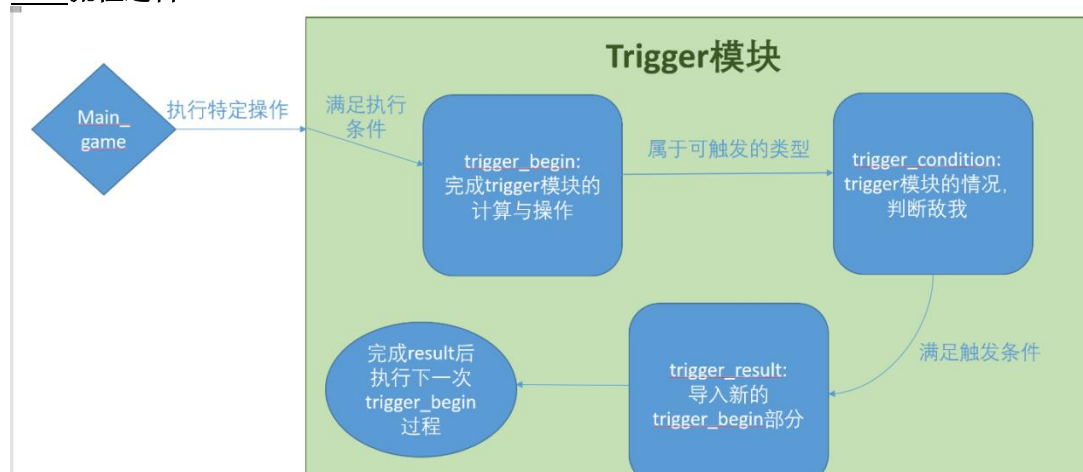 Trigger模块
Main_
game
执行特定操作
满足执行
条件
trigger_begin:
完成trigger模块的
计算与操作
属于可触发的类型
trigger_condition:
trigger模块的情况,
判断敌我
满足触发条件
trigger_result:
导入新的
trigger_begin部分
完成result后
执行下一次
trigger_begin
过程